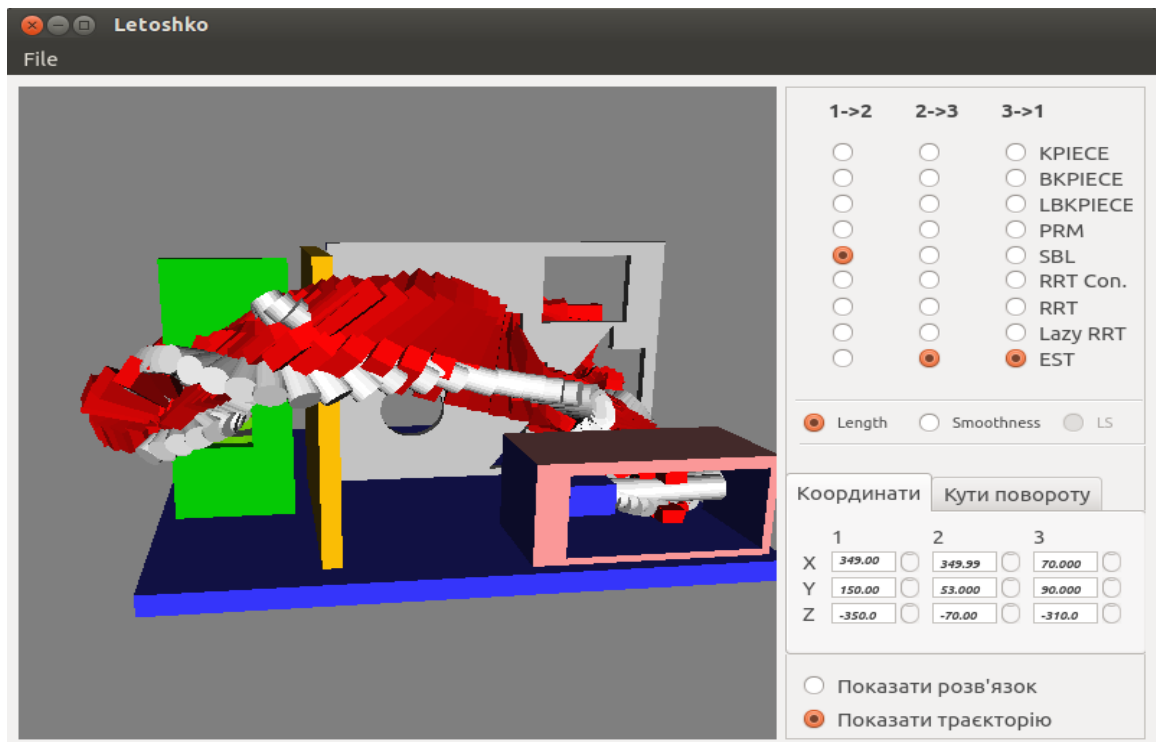 Letoshko
File
1->2 2->3 3->1
KPIECE
BKPIECE
LBKPIECE
PRM
SBL
RRT Con.
RRT
Lazy RRT
EST
Length Smoothness LS
Координати Кути повороту
1 2 3
X 349.00 349.99 70.000
Y 150.00 53.000 90.000
Z -350.0 -70.00 -310.0
Показати розв'язок
Показати траєкторію